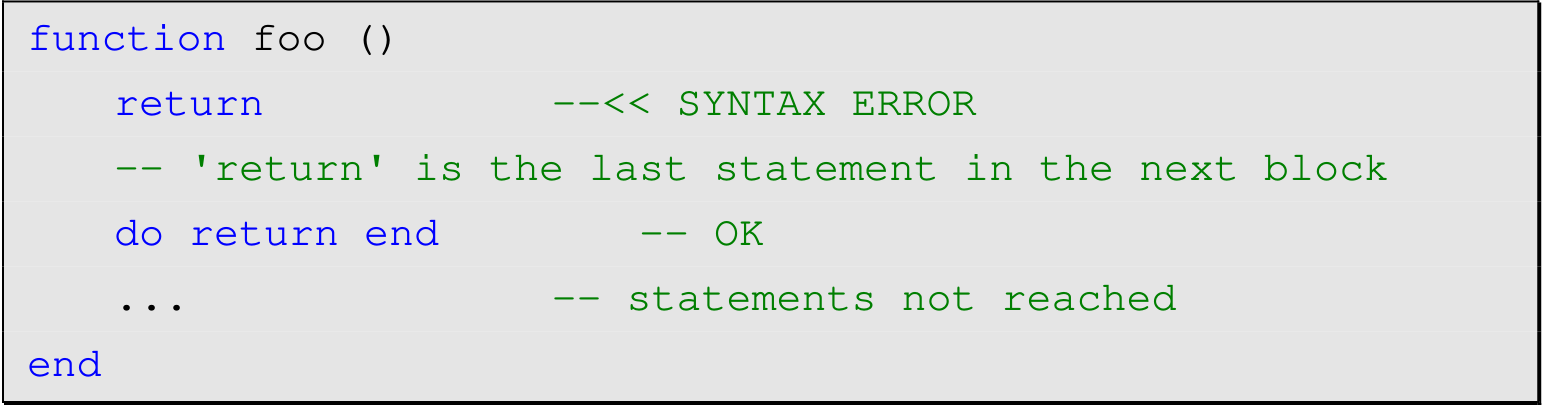 function foo ()
return --<< SYNTAX ERROR
-- 'return' is the last statement in the next block
do return end -- OK
... -- statements not reached
end